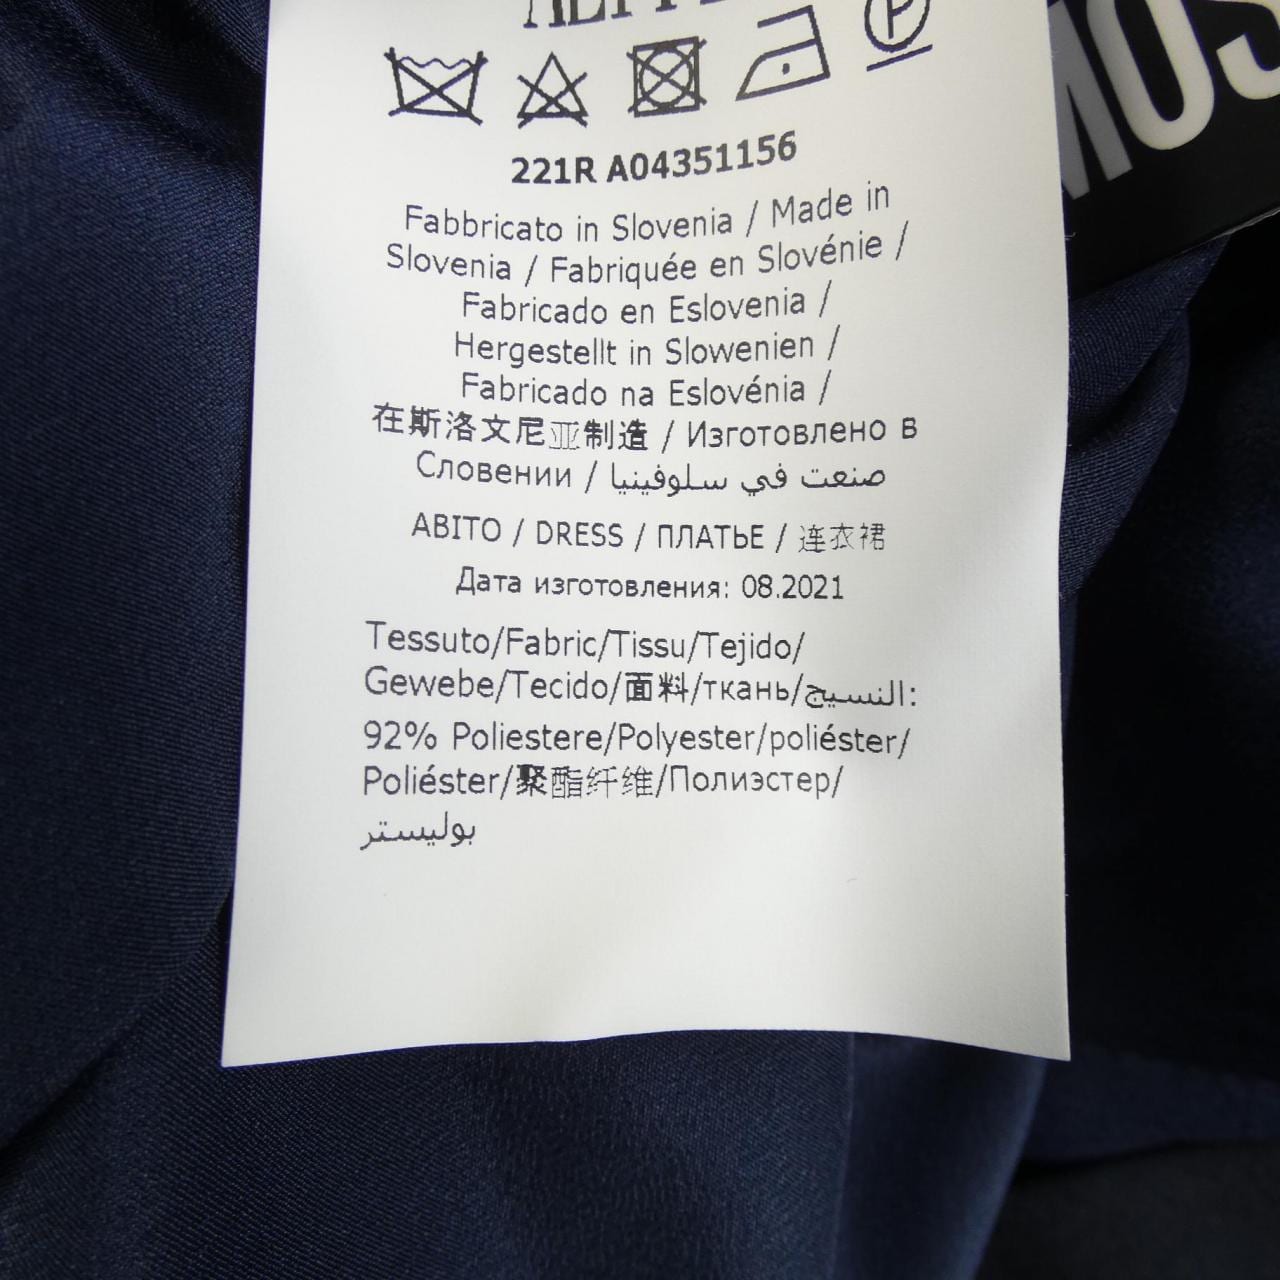 221R A04351156
Fabbricato in Slovenia / Made in
Slovenia / Fabriquée en Slovénie /
Fabricado en Eslovenia /
Hergestellt in Slowenien /
Fabricado na Eslovénia /
在斯洛文尼亚制造 / Изготовлено в
Словении / صنعت في سلوفينيا
ABITO / DRESS / ПЛАТЬЕ / 连衣裙
Дата изготовления: 08.2021
Tessuto/Fabric/Tissu/Tejido/
Gewebe/Tecido/面料/ткань/النسيج:
92% Poliestere/Polyester/poliéster/
Poliéster/聚酯纤维/Полиэстер/
بوليستر